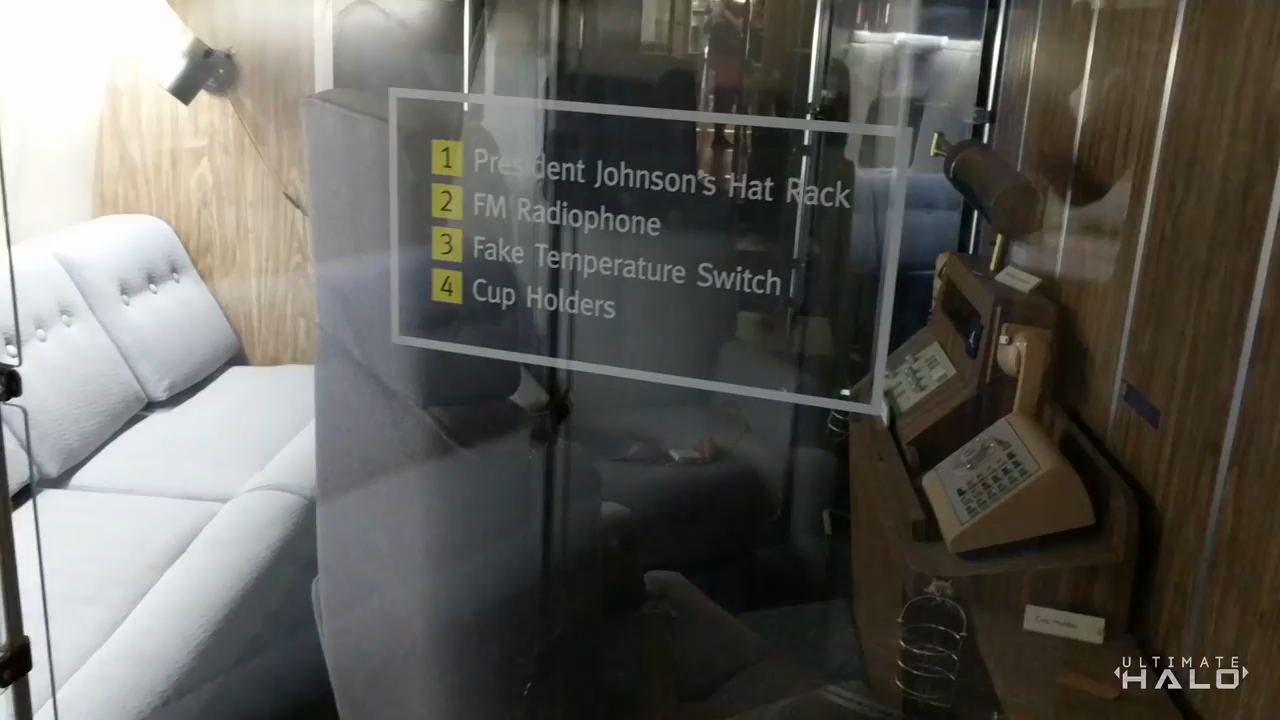 1 President Johnson's Hat Rack
2 FM Radiophone
3 Fake Temperature Switch
4 Cup Holders
Cup Holder
ULTIMATE
HALO